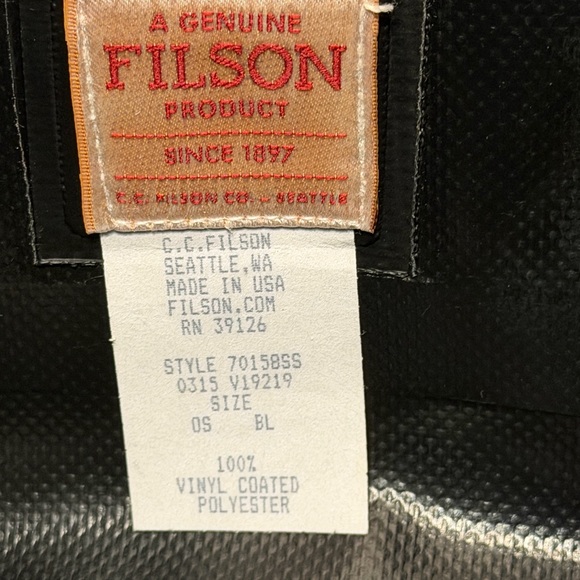 A GENUINE
FILSON
PRODUCT
SINCE 1897
C.C. FILSON CO. – SEATTLE
C.C.FILSON
SEATTLE,WA
MADE IN USA
FILSON.COM
RN 39126
STYLE 70158SS
0315 V19219
SIZE
OS BL
100%
VINYL COATED
POLYESTER